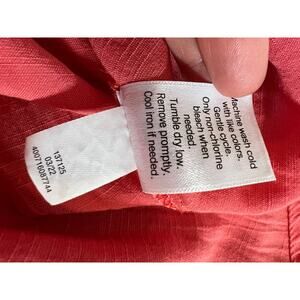 Machine wash cold
with like colors.
Gentle cycle.
Only non-chlorine
bleach when
needed.
Tumble dry low.
Remove promptly.
Cool iron if needed.
137125
03/22
400716087744